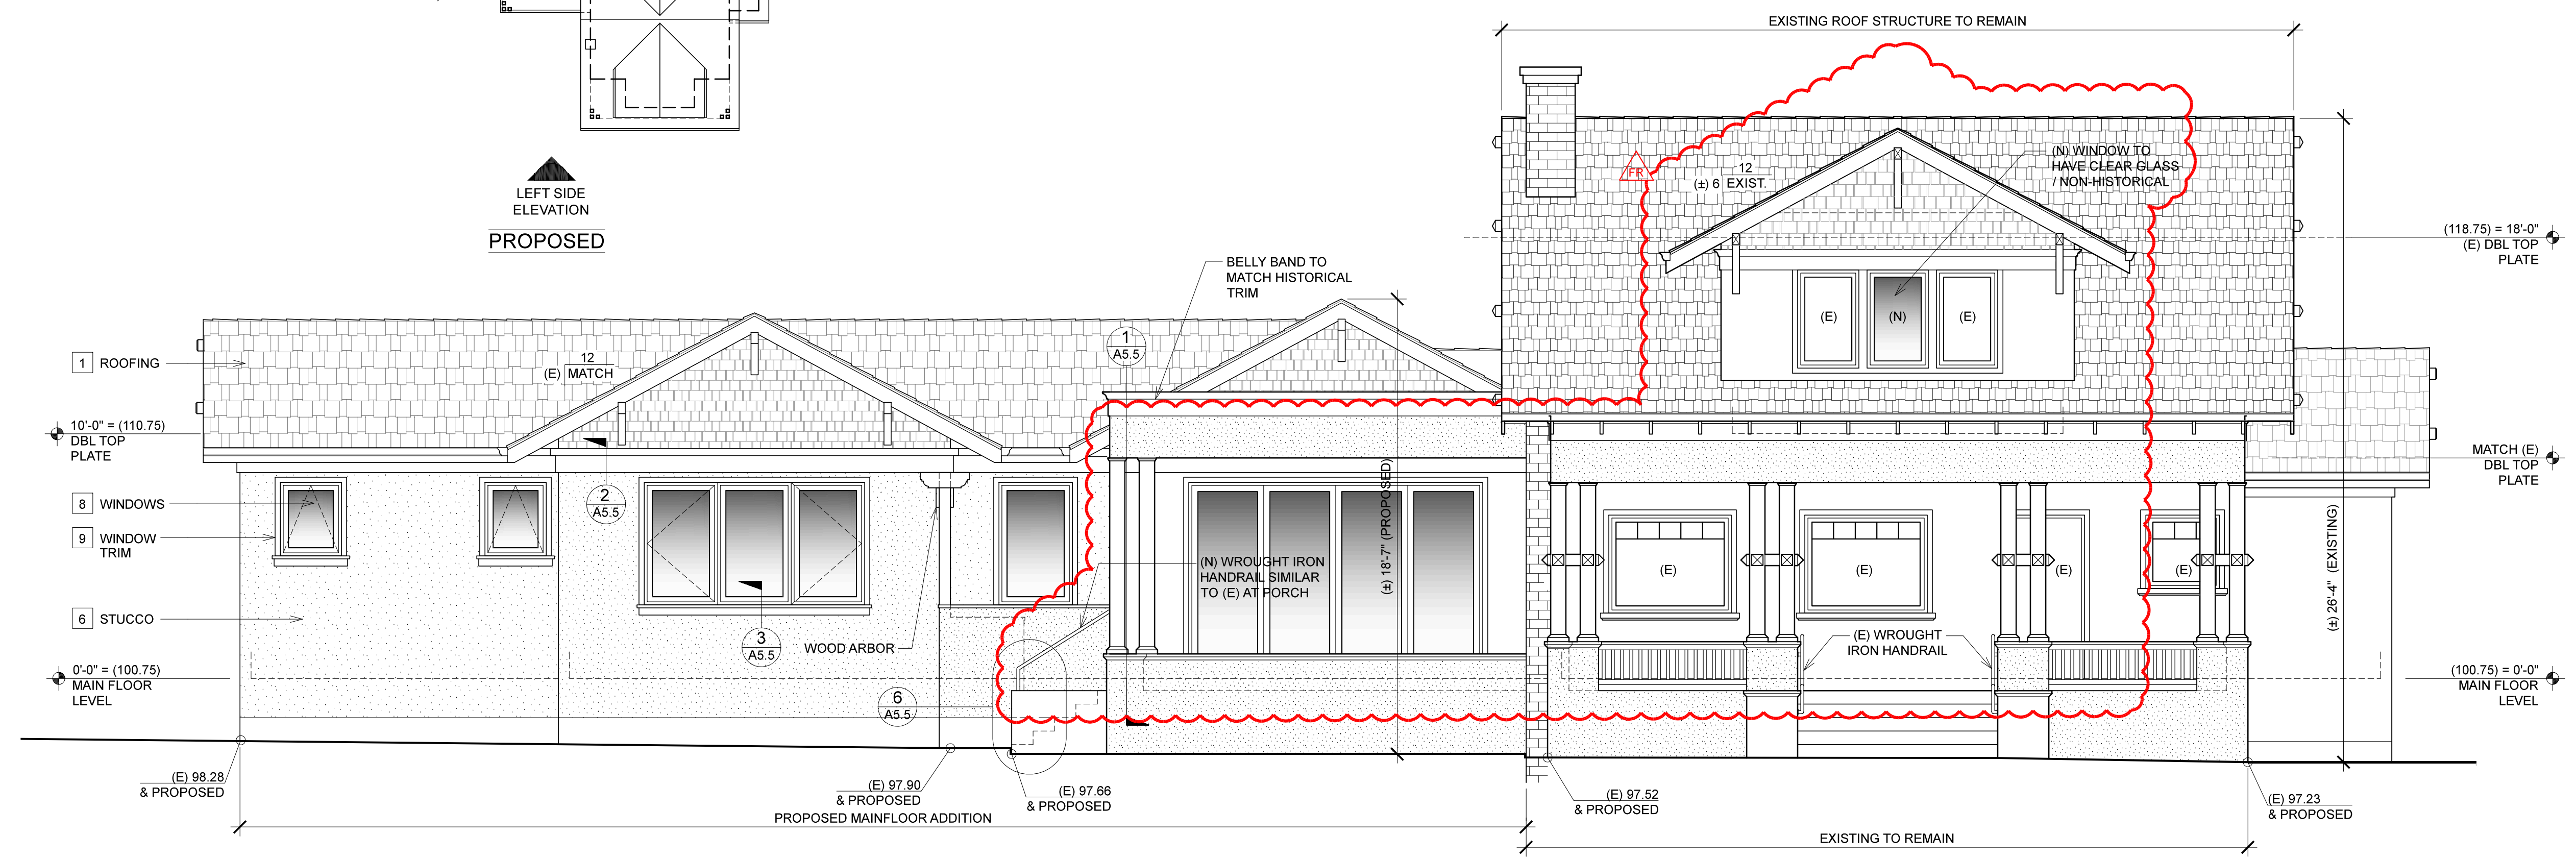 EXISTING ROOF STRUCTURE TO REMAIN
LEFT SIDE
ELEVATION
PROPOSED
FR
12
(±) 6 EXIST.
(N) WINDOW TO
HAVE CLEAR GLASS
/ NON-HISTORICAL
(118.75) = 18'-0"
(E) DBL TOP
PLATE
BELLY BAND TO
MATCH HISTORICAL
TRIM
(E)
(N)
(E)
1
A5.5
1 ROOFING
12
(E) MATCH
10'-0" = (110.75)
DBL TOP
PLATE
MATCH (E)
DBL TOP
PLATE
8 WINDOWS
2
A5.5
9 WINDOW
TRIM
(±) 18'-7" (PROPOSED)
(±) 26'-4" (EXISTING)
(N) WROUGHT IRON
HANDRAIL SIMILAR
TO (E) AT PORCH
(E)
(E)
(E)
(E)
6 STUCCO
3
A5.5
WOOD ARBOR
(E) WROUGHT
IRON HANDRAIL
0'-0" = (100.75)
MAIN FLOOR
LEVEL
(100.75) = 0'-0"
MAIN FLOOR
LEVEL
6
A5.5
(E) 98.28
& PROPOSED
(E) 97.90
& PROPOSED
(E) 97.66
& PROPOSED
(E) 97.52
& PROPOSED
(E) 97.23
& PROPOSED
PROPOSED MAINFLOOR ADDITION
EXISTING TO REMAIN